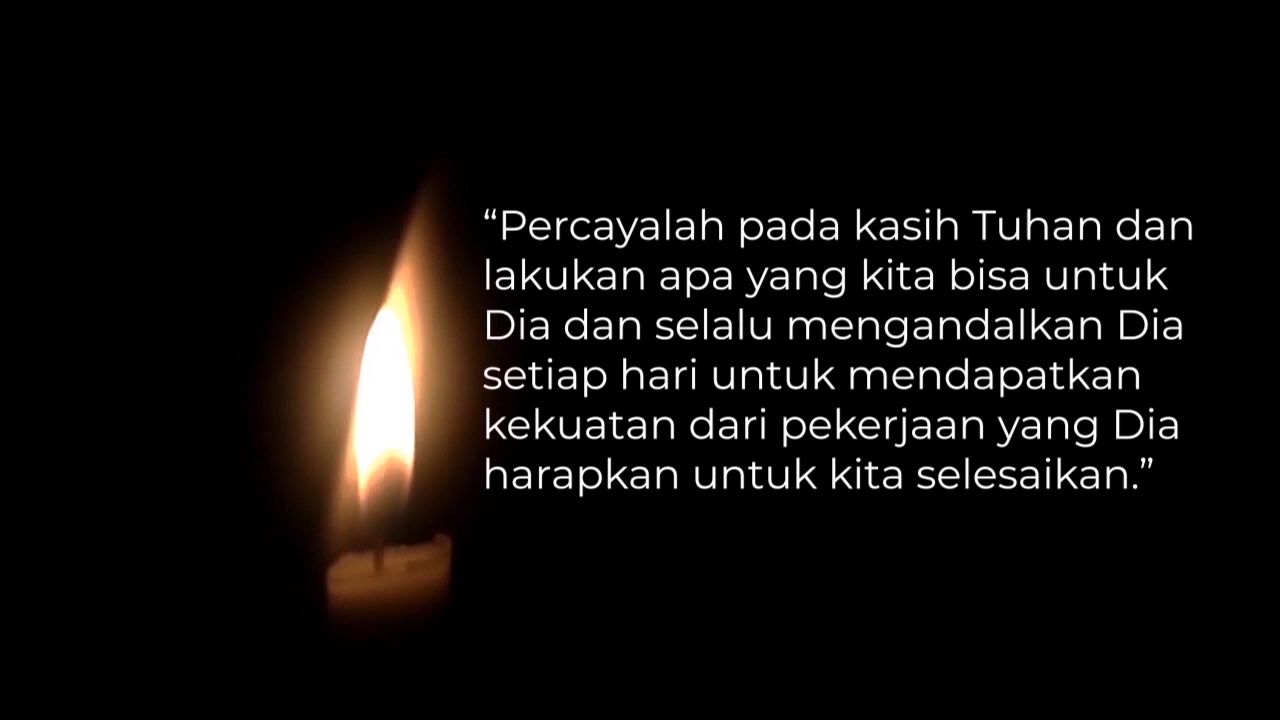 “Percayalah pada kasih Tuhan dan
lakukan apa yang kita bisa untuk
Dia dan selalu mengandalkan Dia
setiap hari untuk mendapatkan
kekuatan dari pekerjaan yang Dia
harapkan untuk kita selesaikan.”